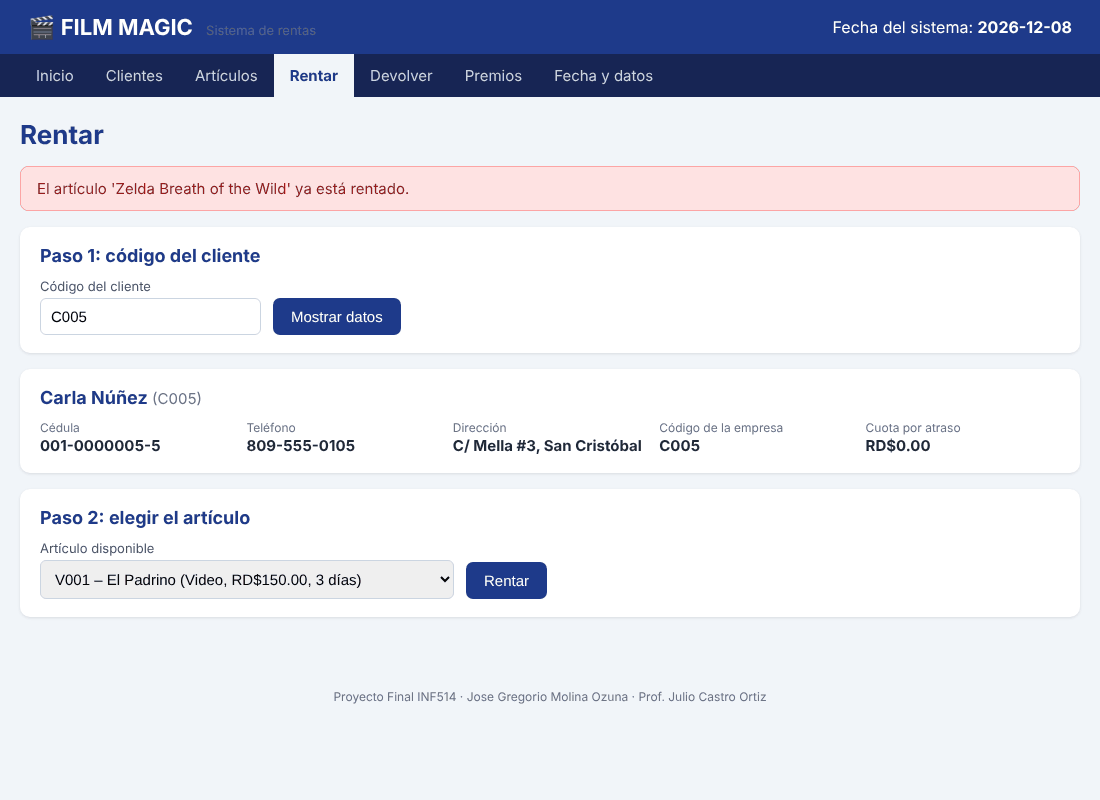 🎬 FILM MAGIC Sistema de rentas Fecha del sistema: 2026-12-08
Inicio Clientes Artículos Rentar Devolver Premios Fecha y datos
Rentar
El artículo 'Zelda Breath of the Wild' ya está rentado.
Paso 1: código del cliente
Código del cliente
C005 Mostrar datos
Carla Núñez (C005)
Cédula Teléfono Dirección Código de la empresa Cuota por atraso
001-0000005-5 809-555-0105 C/ Mella #3, San Cristóbal C005 RD$0.00
Paso 2: elegir el artículo
Artículo disponible
V001 – El Padrino (Video, RD$150.00, 3 días) Rentar
Proyecto Final INF514 · Jose Gregorio Molina Ozuna · Prof. Julio Castro Ortiz